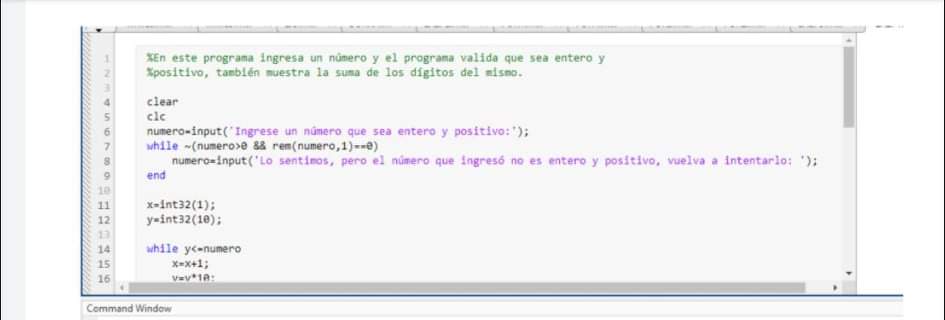 1 %En este programa ingresa un número y el programa valida que sea entero y
2 %positivo, también muestra la suma de los dígitos del mismo.
3
4 clear
5 clc
6 numero=input('Ingrese un número que sea entero y positivo:');
7 while ~(numero>0 && rem(numero,1)==0)
8 numero=input('Lo sentimos, pero el número que ingresó no es entero y positivo, vuelva a intentarlo: ');
9 end
10
11 x=int32(1);
12 y=int32(10);
13
14 while y<=numero
15 x=x+1;
16 y=y*10;
Command Window